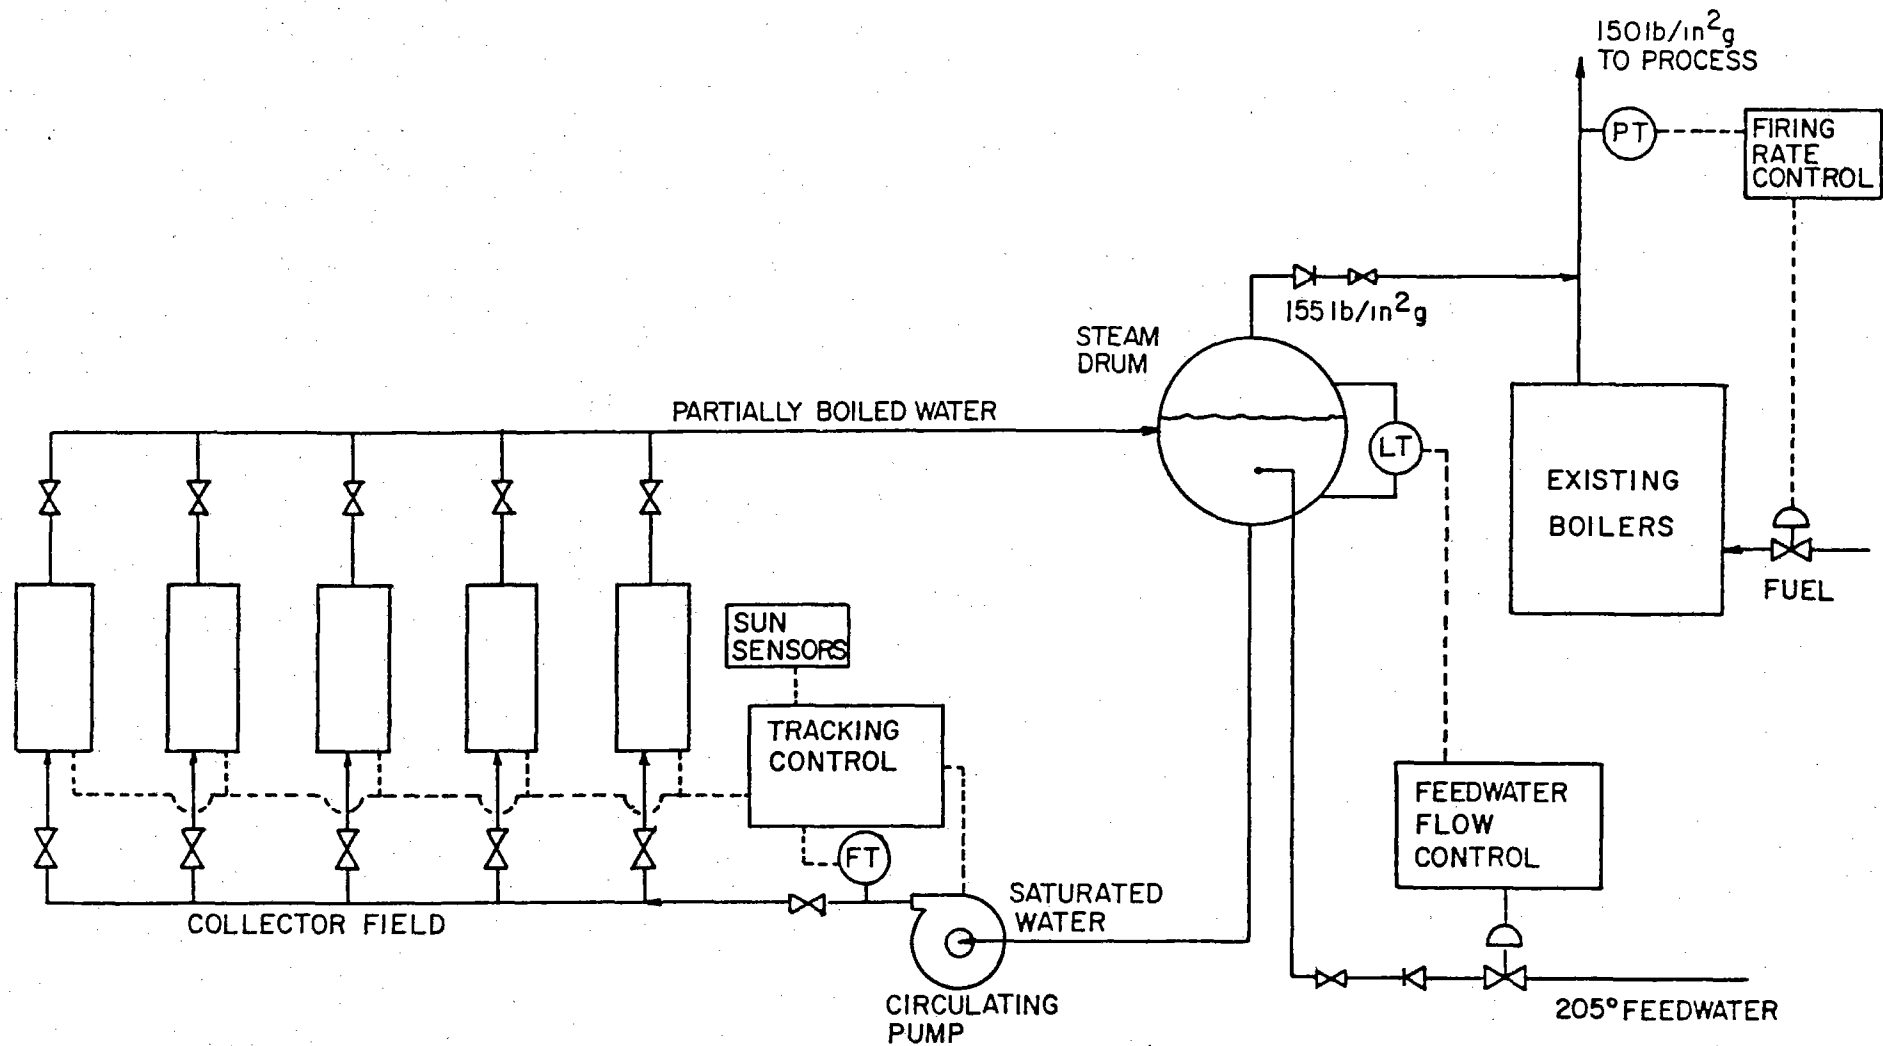 150 lb/in²g
TO PROCESS
PT
FIRING
RATE
CONTROL
155 lb/in²g
STEAM
DRUM
PARTIALLY BOILED WATER
LT
EXISTING
BOILERS
FUEL
SUN
SENSORS
TRACKING
CONTROL
FEEDWATER
FLOW
CONTROL
FT
SATURATED
WATER
COLLECTOR FIELD
CIRCULATING
PUMP
205° FEEDWATER